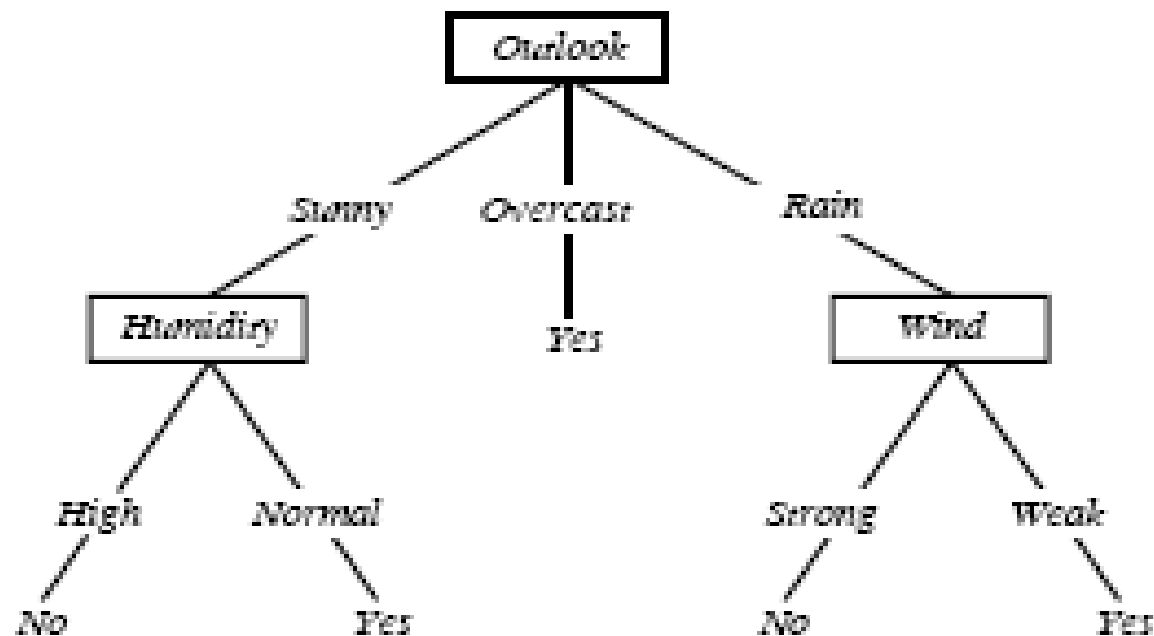 Outlook
Sunny Overcast Rain
Humidity Yes Wind
High Normal Strong Weak
No Yes No Yes